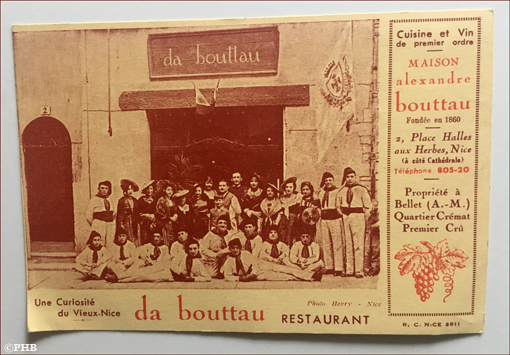 da bouttau
2
Cuisine et Vin
de premier ordre
MAISON
alexandre
bouttau
Fondée en 1860
2, Place Halles
aux Herbes, Nice
(à côté Cathédrale)
Téléphone 805-20
Propriété à
Bellet (A.-M.)
Quartier Crémat
Premier Crû
R. C. NICE 2611
Photo Herry - Nice
Une Curiosité
du Vieux-Nice
da bouttau
RESTAURANT
©PHB